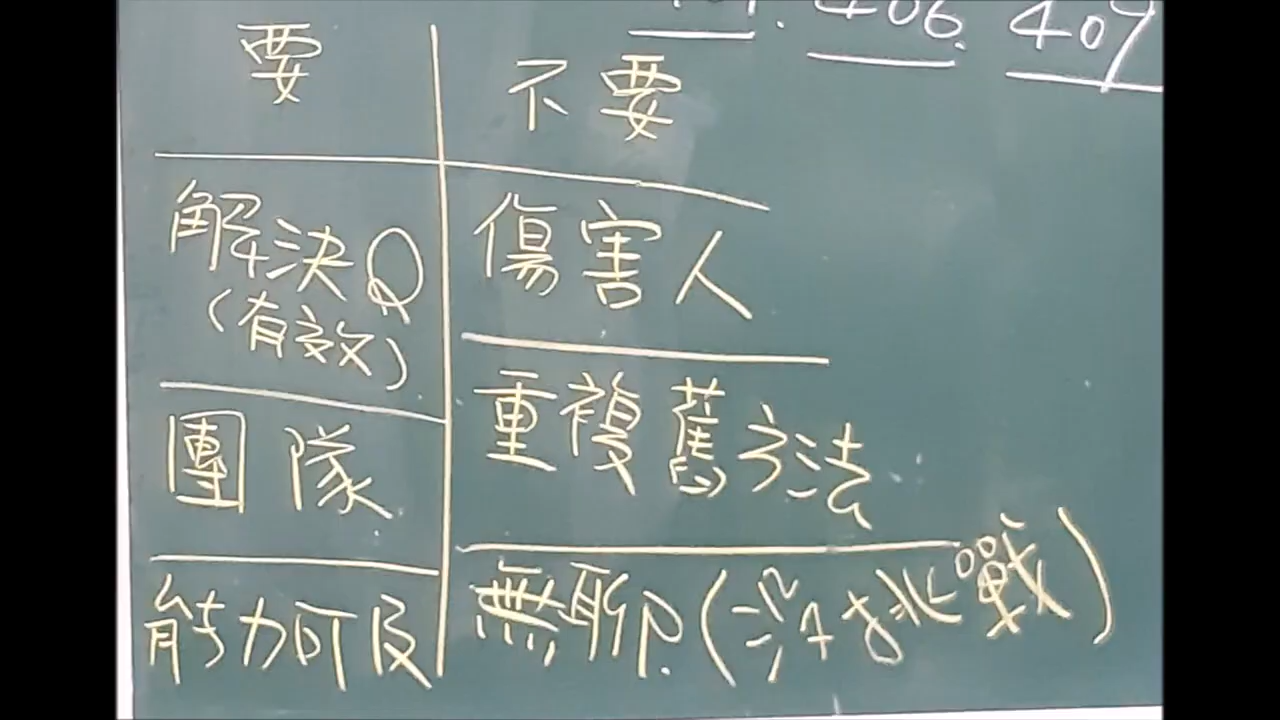 406. 409
要
不要
解決Q
(有效)
傷害人
團隊
重複舊方法
能力可及
無聊.(沒挑戰)